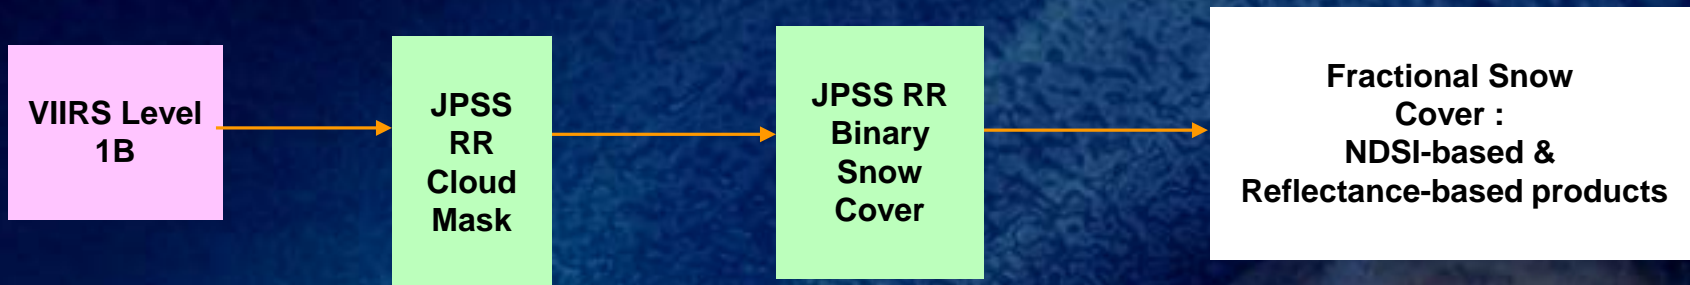 VIIRS Level
1B
JPSS
RR
Cloud
Mask
JPSS RR
Binary
Snow
Cover
Fractional Snow
Cover :
NDSI-based &
Reflectance-based products